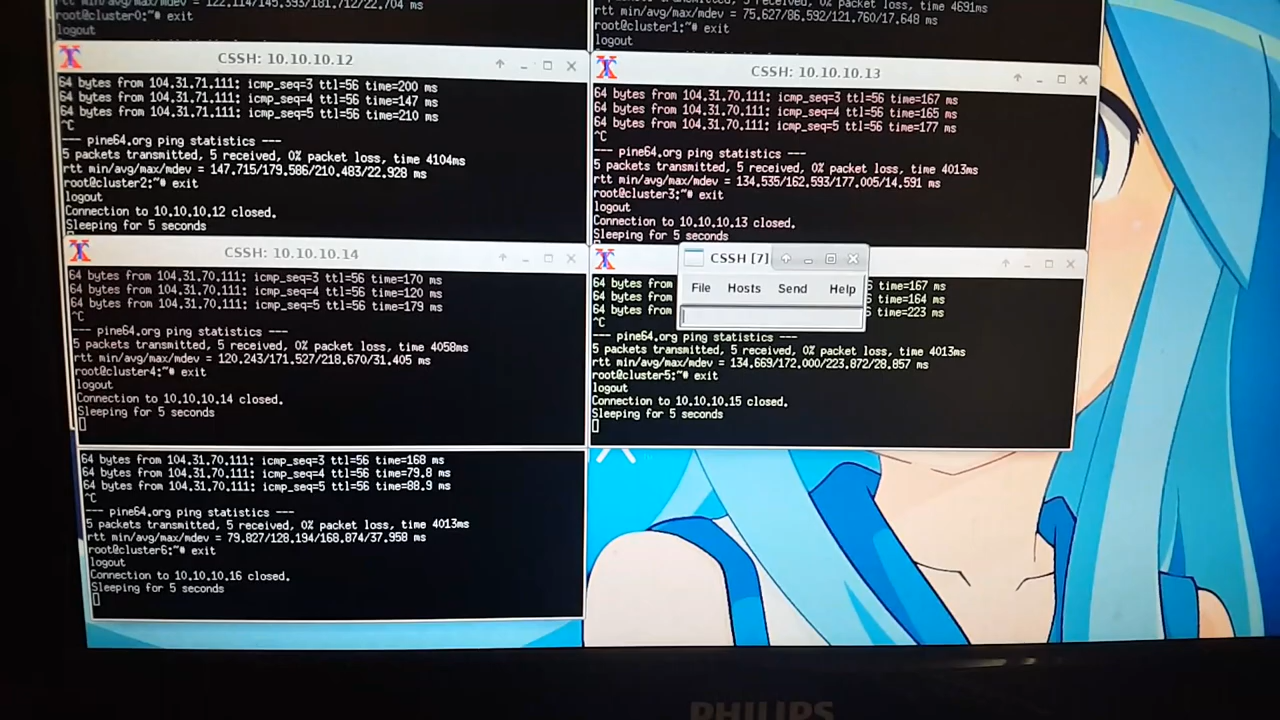 rtt min/avg/max/mdev = 122.114/145.393/181.712/22.704 ms
root@cluster0:~# exit
logout
packet loss, time 4691ms
rtt min/avg/max/mdev = 75.627/86.592/121.760/17.648 ms
root@cluster1:~# exit
logout
CSSH: 10.10.10.12
64 bytes from 104.31.71.111: icmp_seq=3 ttl=56 time=200 ms
64 bytes from 104.31.71.111: icmp_seq=4 ttl=56 time=147 ms
64 bytes from 104.31.71.111: icmp_seq=5 ttl=56 time=210 ms
^C
--- pine64.org ping statistics ---
5 packets transmitted, 5 received, 0% packet loss, time 4104ms
rtt min/avg/max/mdev = 147.715/179.586/210.483/22.928 ms
root@cluster2:~# exit
logout
Connection to 10.10.10.12 closed.
Sleeping for 5 seconds
CSSH: 10.10.10.13
64 bytes from 104.31.70.111: icmp_seq=3 ttl=56 time=167 ms
64 bytes from 104.31.70.111: icmp_seq=4 ttl=56 time=165 ms
64 bytes from 104.31.70.111: icmp_seq=5 ttl=56 time=177 ms
^C
--- pine64.org ping statistics ---
5 packets transmitted, 5 received, 0% packet loss, time 4013ms
rtt min/avg/max/mdev = 134.535/162.593/177.005/14.591 ms
root@cluster3:~# exit
logout
Connection to 10.10.10.13 closed.
Sleeping for 5 seconds
CSSH: 10.10.10.14
64 bytes from 104.31.70.111: icmp_seq=3 ttl=56 time=170 ms
64 bytes from 104.31.70.111: icmp_seq=4 ttl=56 time=120 ms
64 bytes from 104.31.70.111: icmp_seq=5 ttl=56 time=179 ms
^C
--- pine64.org ping statistics ---
5 packets transmitted, 5 received, 0% packet loss, time 4058ms
rtt min/avg/max/mdev = 120.243/171.527/218.670/31.405 ms
root@cluster4:~# exit
logout
Connection to 10.10.10.14 closed.
Sleeping for 5 seconds
CSSH [7]
File Hosts Send Help
64 bytes from 6 time=167 ms
64 bytes from 6 time=164 ms
64 bytes from 6 time=223 ms
^C
--- pine64.org ping statistics ---
5 packets transmitted, 5 received, 0% packet loss, time 4013ms
rtt min/avg/max/mdev = 134.669/172.000/223.872/28.857 ms
root@cluster5:~# exit
logout
Connection to 10.10.10.15 closed.
Sleeping for 5 seconds
64 bytes from 104.31.70.111: icmp_seq=3 ttl=56 time=168 ms
64 bytes from 104.31.70.111: icmp_seq=4 ttl=56 time=79.8 ms
64 bytes from 104.31.70.111: icmp_seq=5 ttl=56 time=88.9 ms
^C
--- pine64.org ping statistics ---
5 packets transmitted, 5 received, 0% packet loss, time 4013ms
rtt min/avg/max/mdev = 79.827/128.194/168.874/37.958 ms
root@cluster6:~# exit
logout
Connection to 10.10.10.16 closed.
Sleeping for 5 seconds
PHILIPS